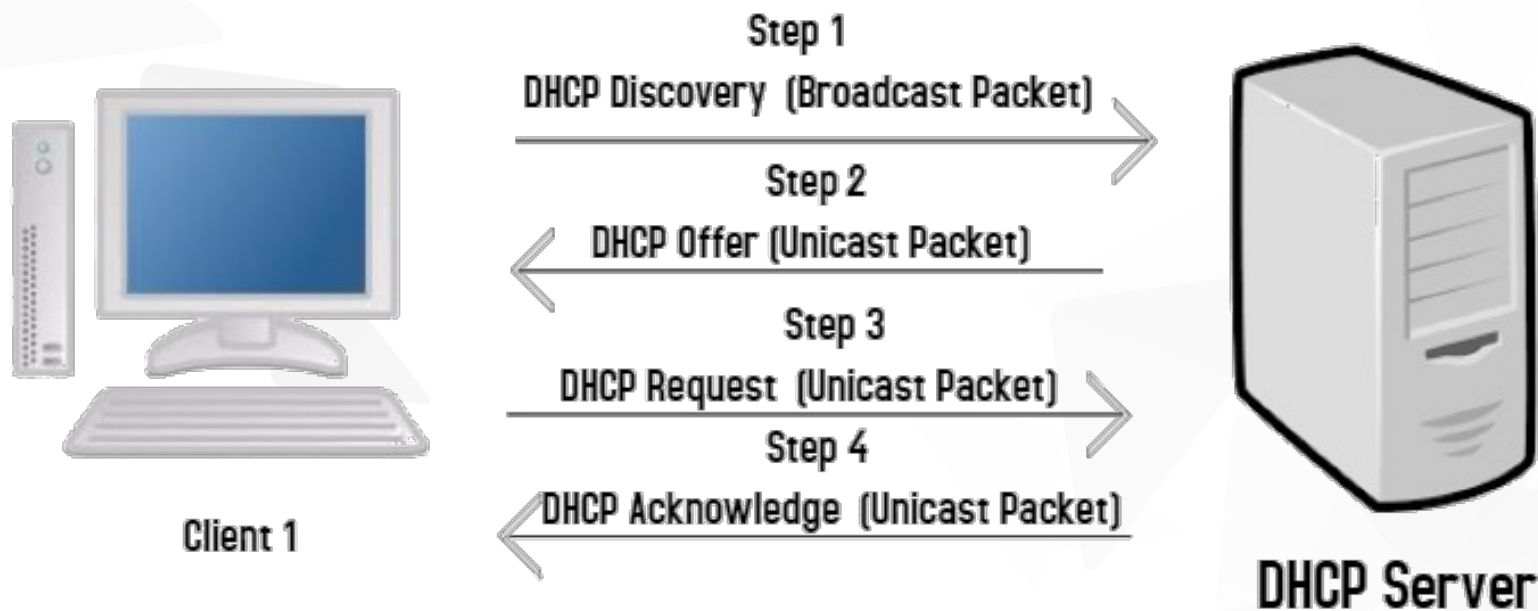 Step 1
DHCP Discovery (Broadcast Packet)
Step 2
DHCP Offer (Unicast Packet)
Step 3
DHCP Request (Unicast Packet)
Step 4
DHCP Acknowledge (Unicast Packet)
Client 1
DHCP Server